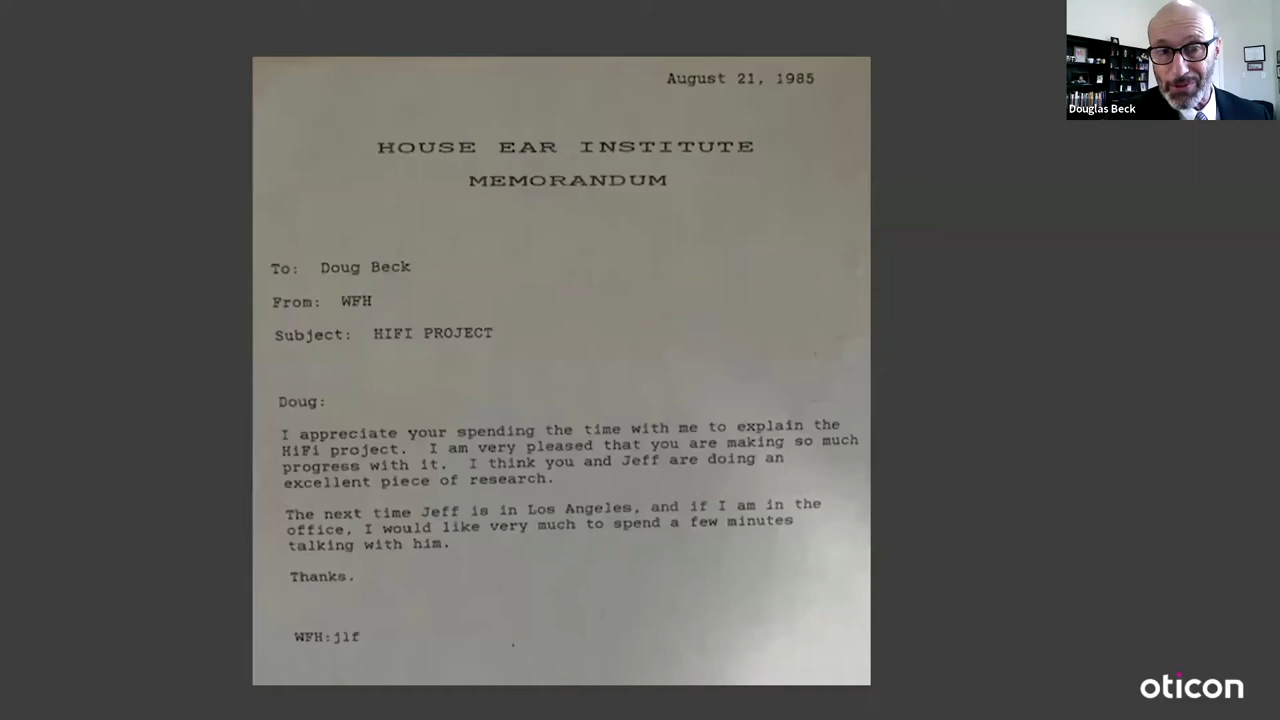 August 21, 1985
HOUSE EAR INSTITUTE
MEMORANDUM
To: Doug Beck
From: WFH
Subject: HIFI PROJECT
Doug:
I appreciate your spending the time with me to explain the
HiFi project. I am very pleased that you are making so much
progress with it. I think you and Jeff are doing an
excellent piece of research.
The next time Jeff is in Los Angeles, and if I am in the
office, I would like very much to spend a few minutes
talking with him.
Thanks.
WFH:jlf
Douglas Beck
oticon